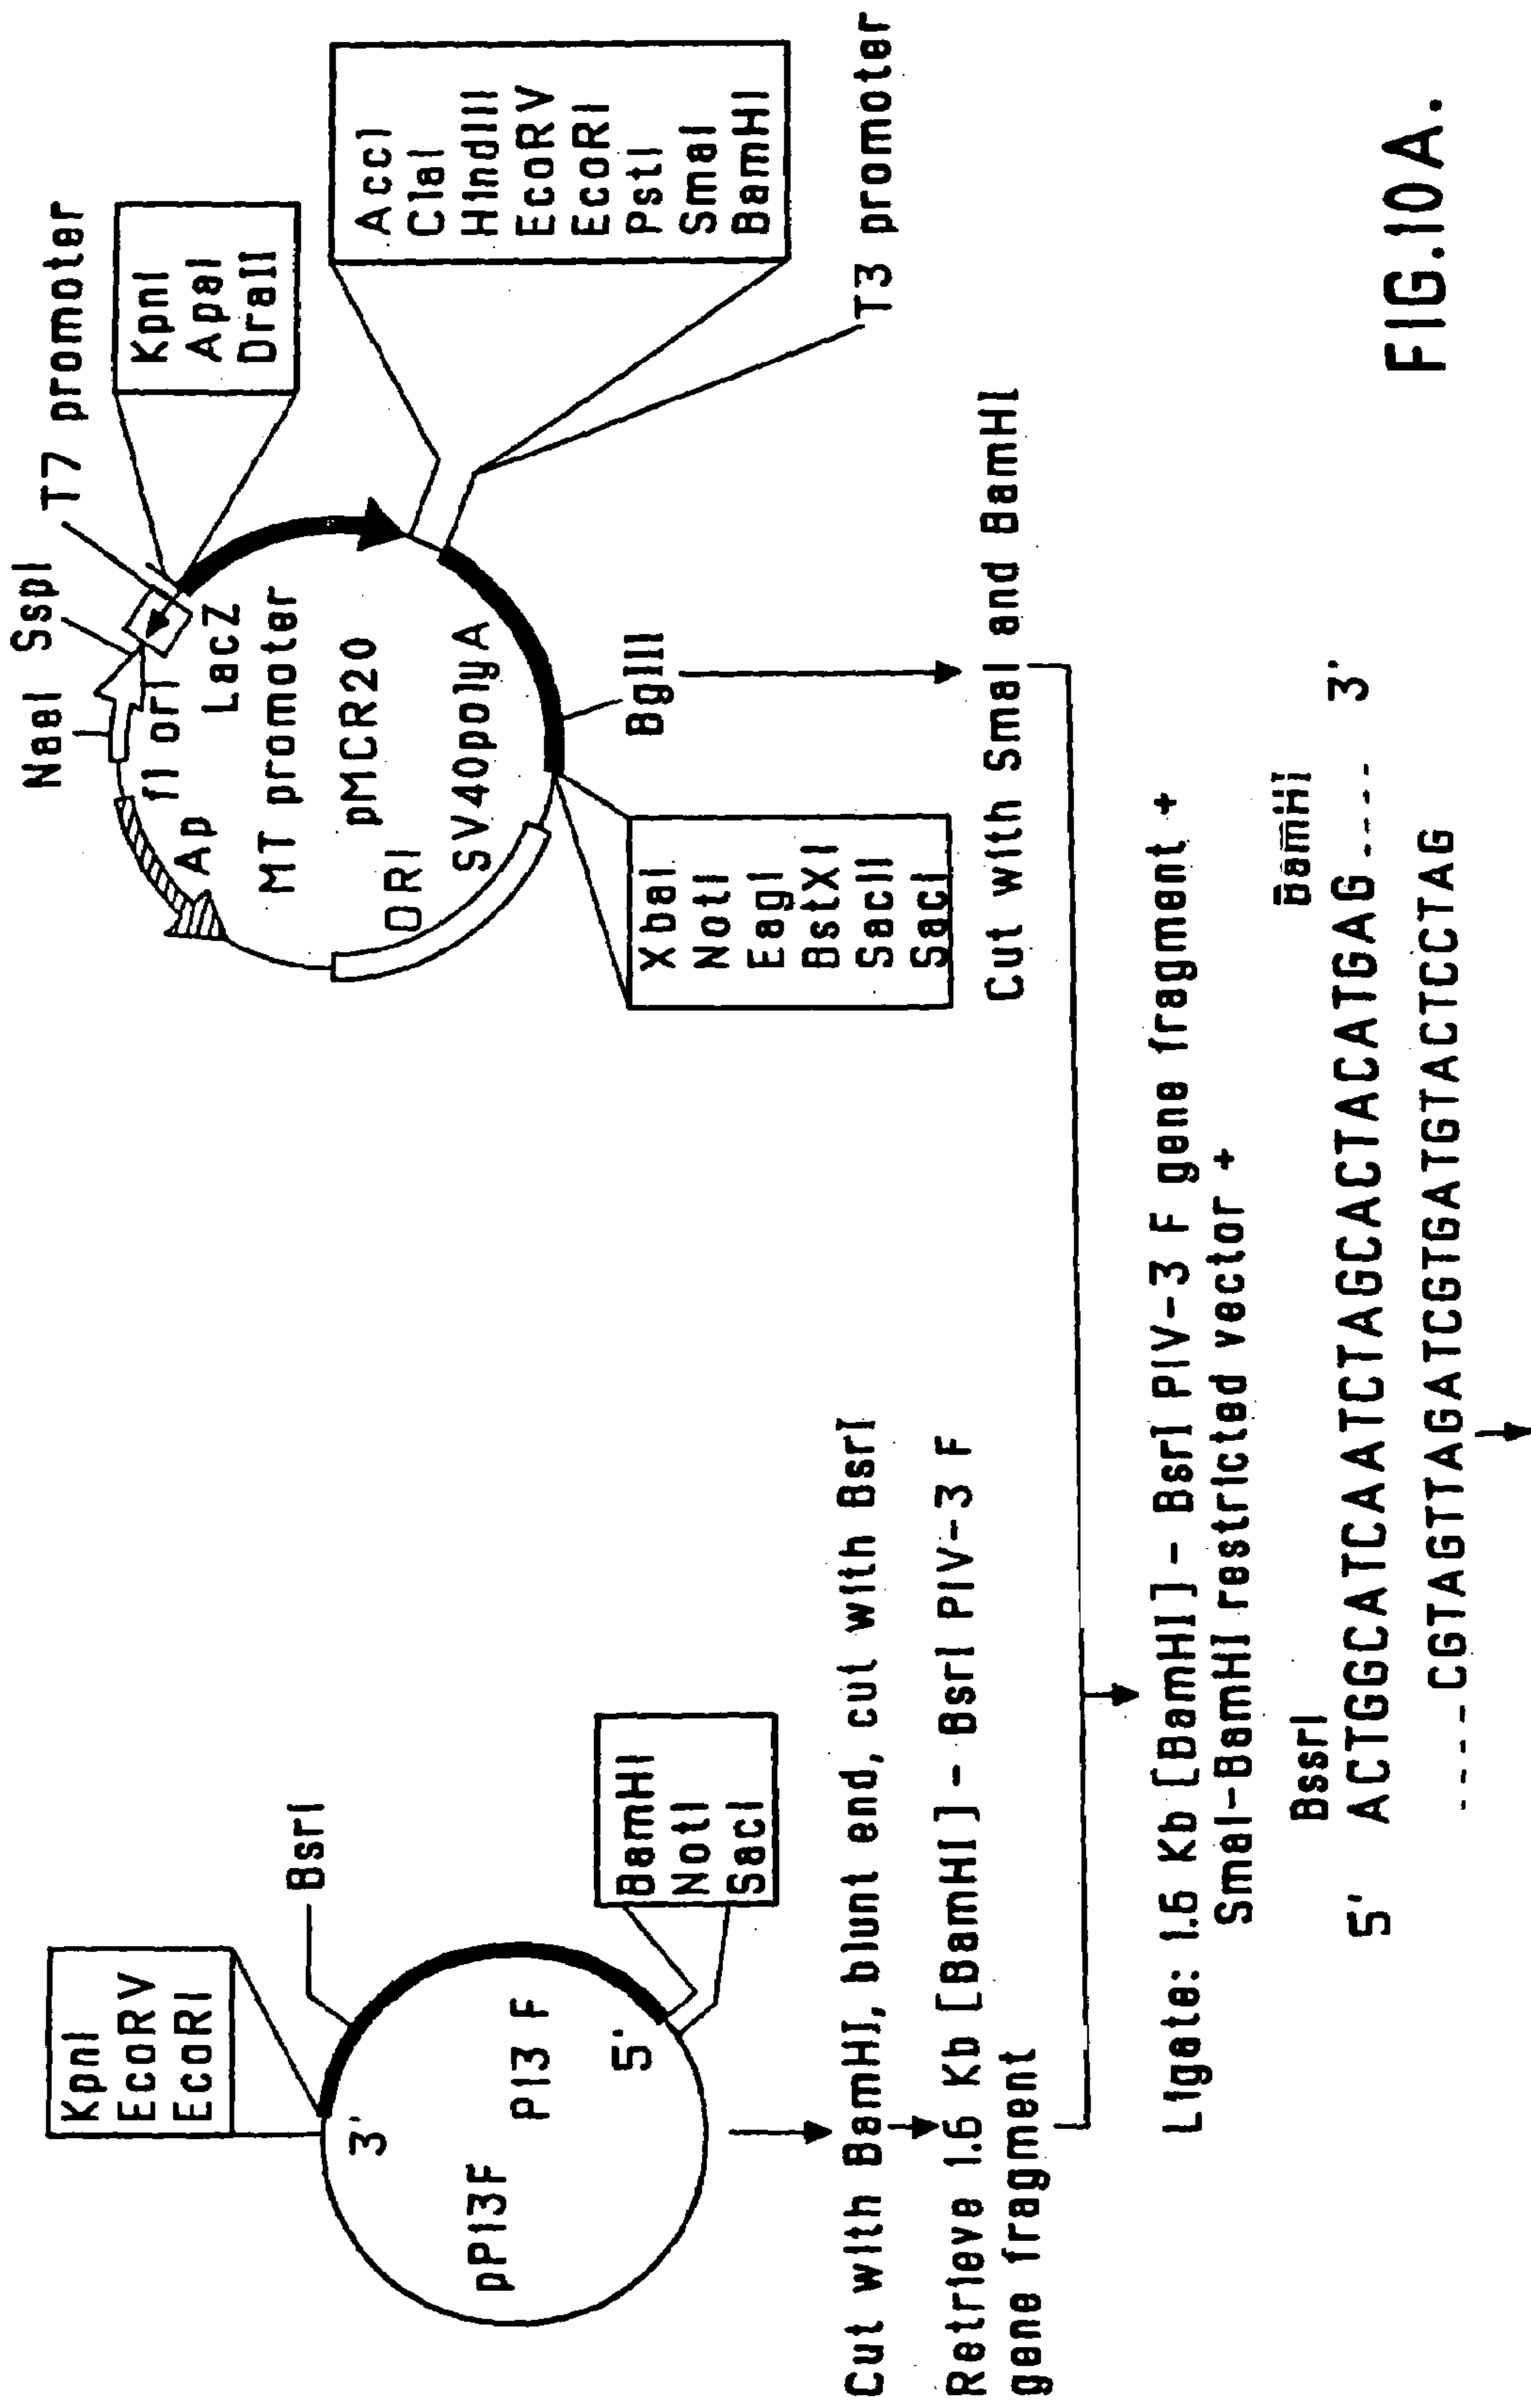 KpnI
EcoRV
EcoRI
BsrI
3'
pPI3F
PI3 F
5'
BamHI
NotI
SacI
Cut with BamHI, blunt end, cut with BsrI
Retrieve 1.6 Kb [BamHI] - BsrI PIV-3 F
gene fragment
NaeI
SspI
T7 promoter
KpnI
ApaI
DraII
f1 ori
Ap
LacZ
MT promoter
pMCR20
ORI
SV40polyA
AccI
ClaI
HindIII
EcoRV
EcoRI
PstI
SmaI
BamHI
T3 promoter
BglII
XbaI
NotI
EagI
BstXI
SacII
SacI
Cut with SmaI and BamHI
Ligate: 1.6 Kb [BamHI] - BsrI PIV-3 F gene fragment +
SmaI-BamHI restricted vector +
BssrI
BamHI
5' ACTGGCATCAATCTAGCACTACATGAG---- 3'
----CGTAGTTAGATCGTGATGTACTCCTAG
FIG.10A.